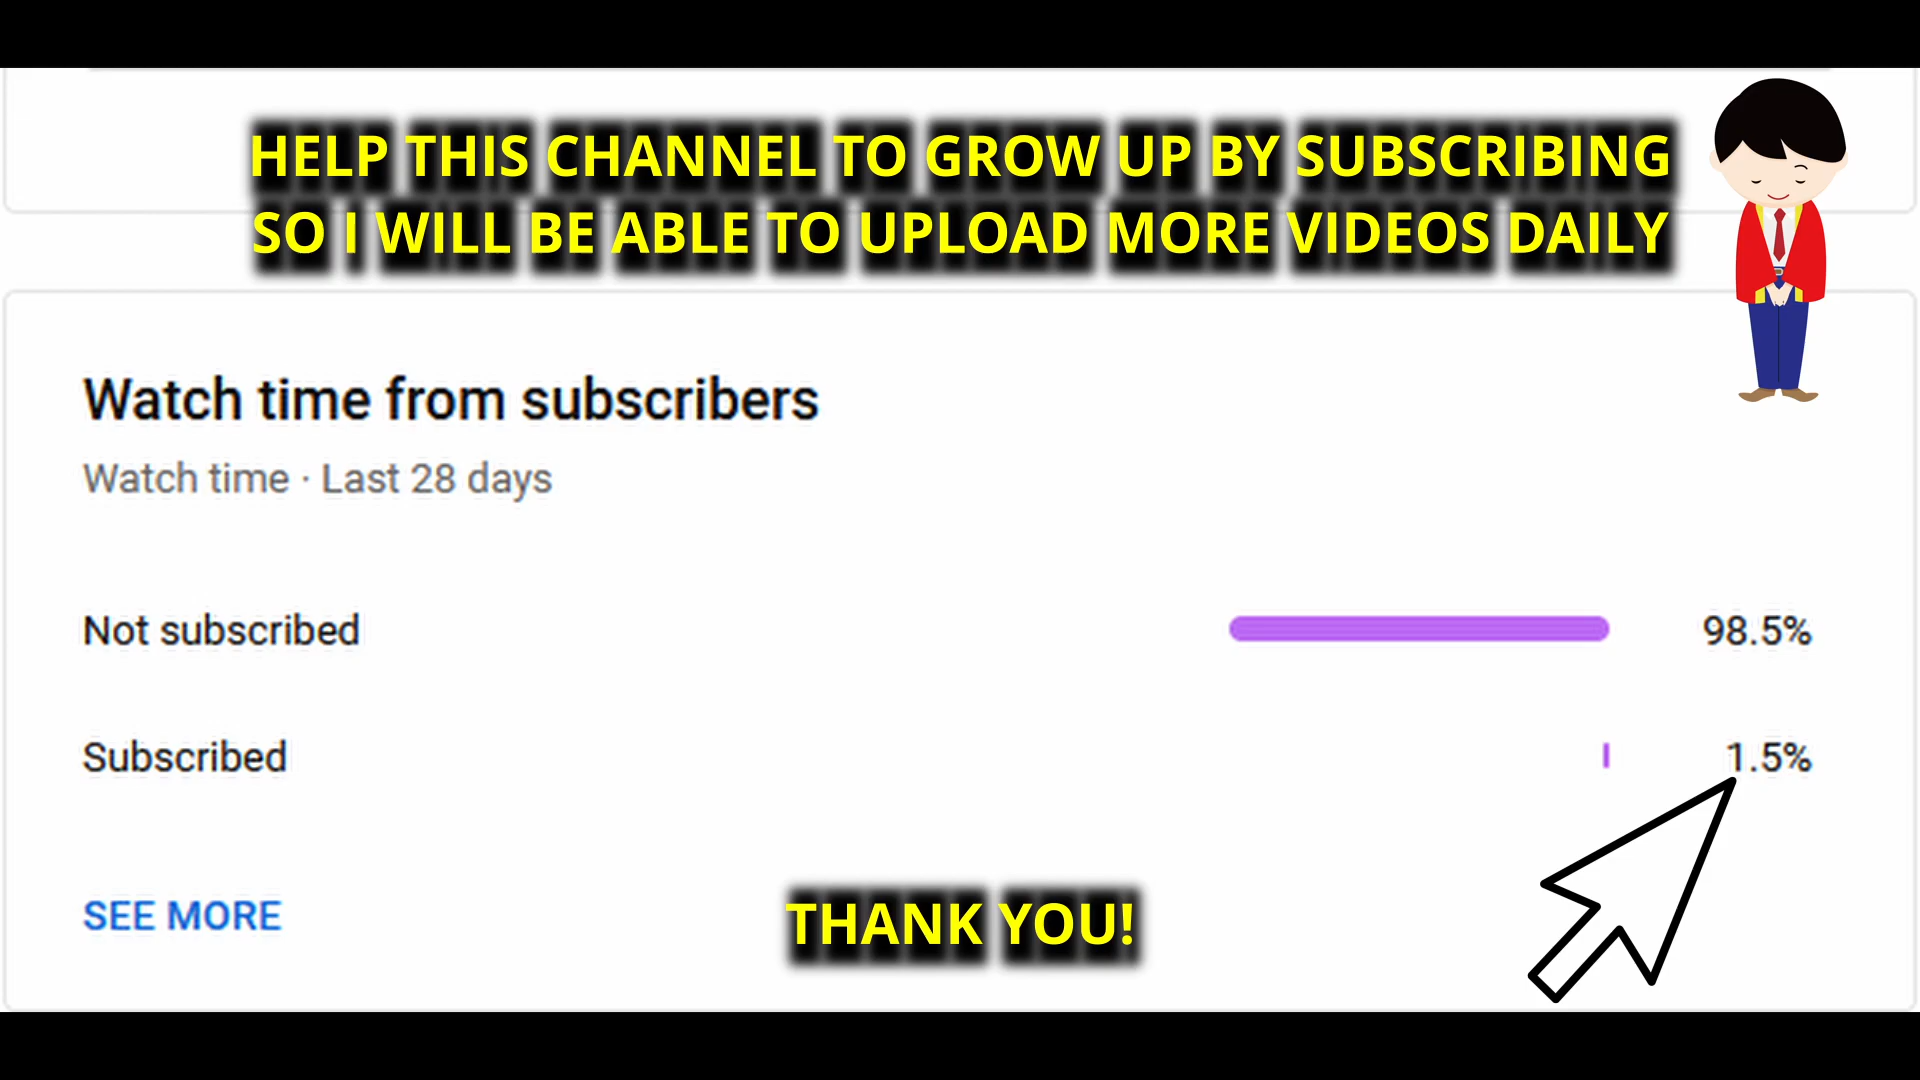 HELP THIS CHANNEL TO GROW UP BY SUBSCRIBING
SO I WILL BE ABLE TO UPLOAD MORE VIDEOS DAILY
Watch time from subscribers
Watch time · Last 28 days
Not subscribed 98.5%
Subscribed 1.5%
SEE MORE
THANK YOU!